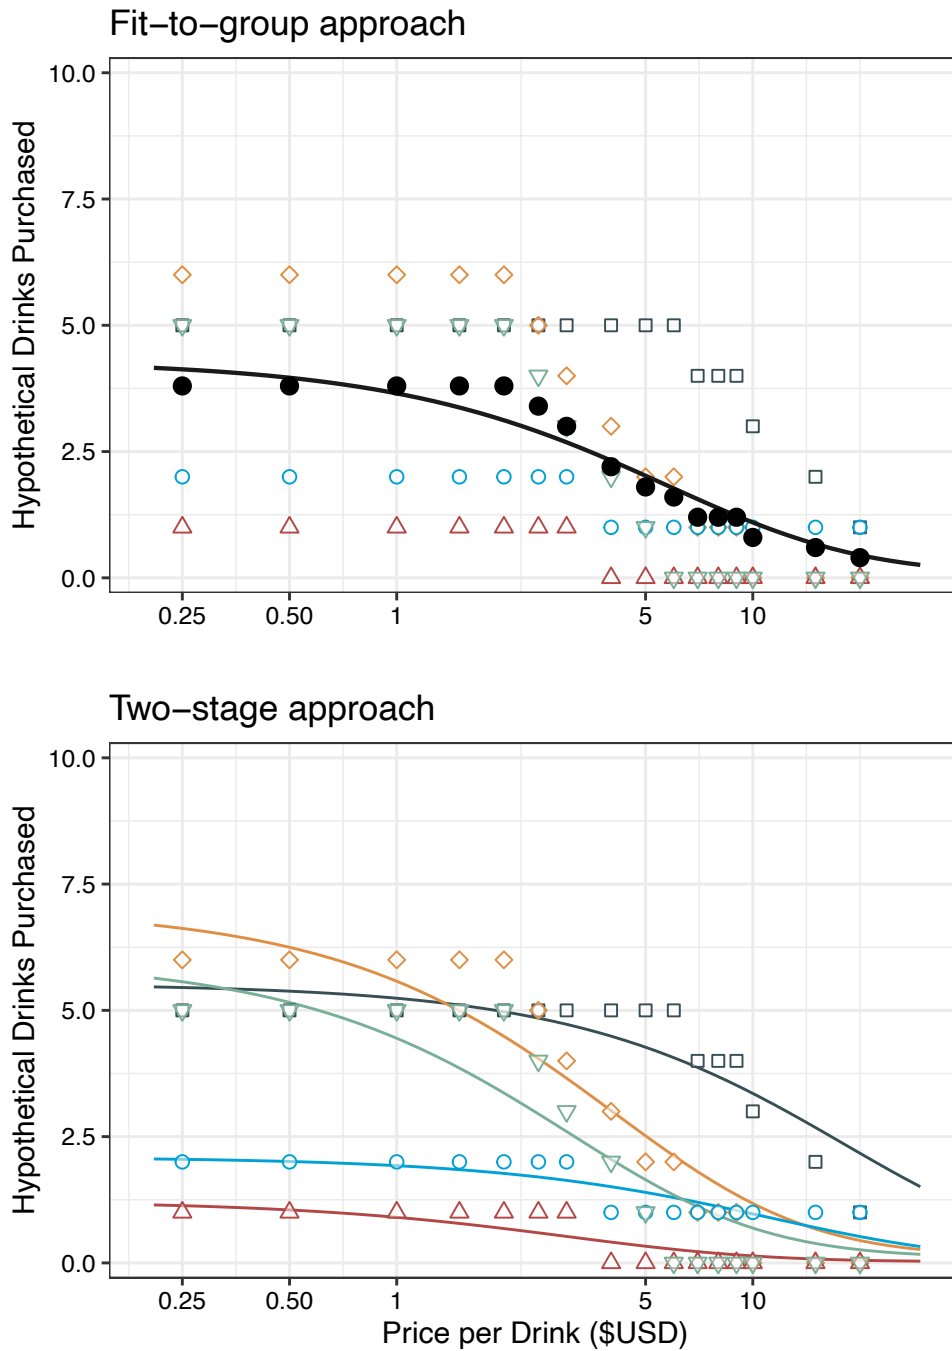 Fit−to−group approach
Hypothetical Drinks Purchased
10.0
7.5
5.0
2.5
0.0
0.25 0.50 1 5 10
Two−stage approach
Hypothetical Drinks Purchased
10.0
7.5
5.0
2.5
0.0
0.25 0.50 1 5 10
Price per Drink ($USD)